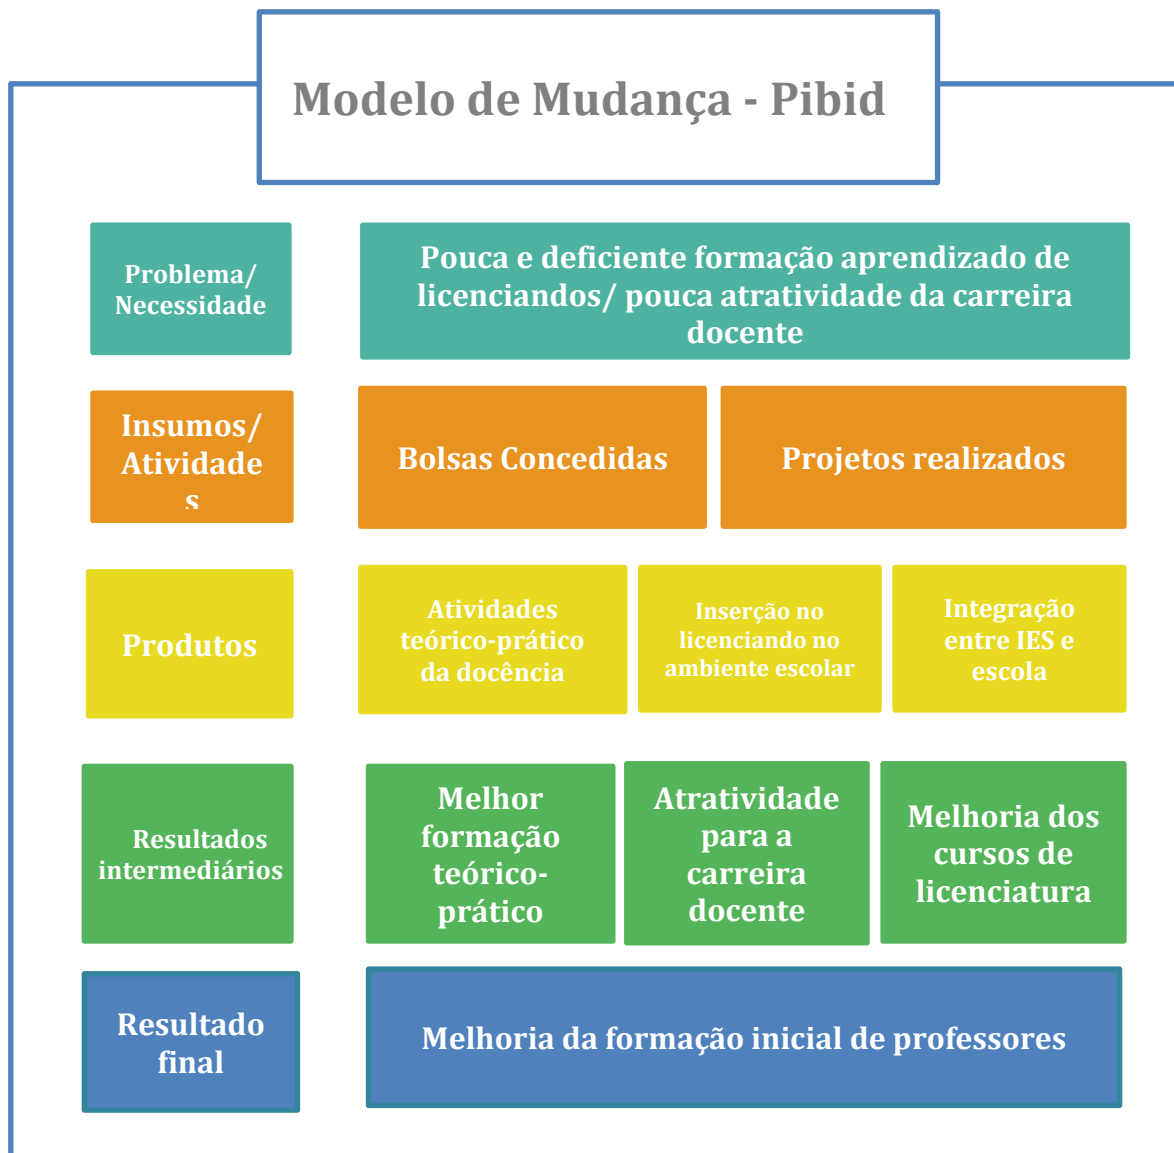 Modelo de Mudança - Pibid
Problema/
Necessidade
Pouca e deficiente formação aprendizado de
licenciandos/ pouca atratividade da carreira
docente
Insumos/
Atividade
s
Bolsas Concedidas
Projetos realizados
Produtos
Atividades
teórico-prático
da docência
Inserção no
licenciando no
ambiente escolar
Integração
entre IES e
escola
Resultados
intermediários
Melhor
formação
teórico-
prático
Atratividade
para a
carreira
docente
Melhoria dos
cursos de
licenciatura
Resultado
final
Melhoria da formação inicial de professores